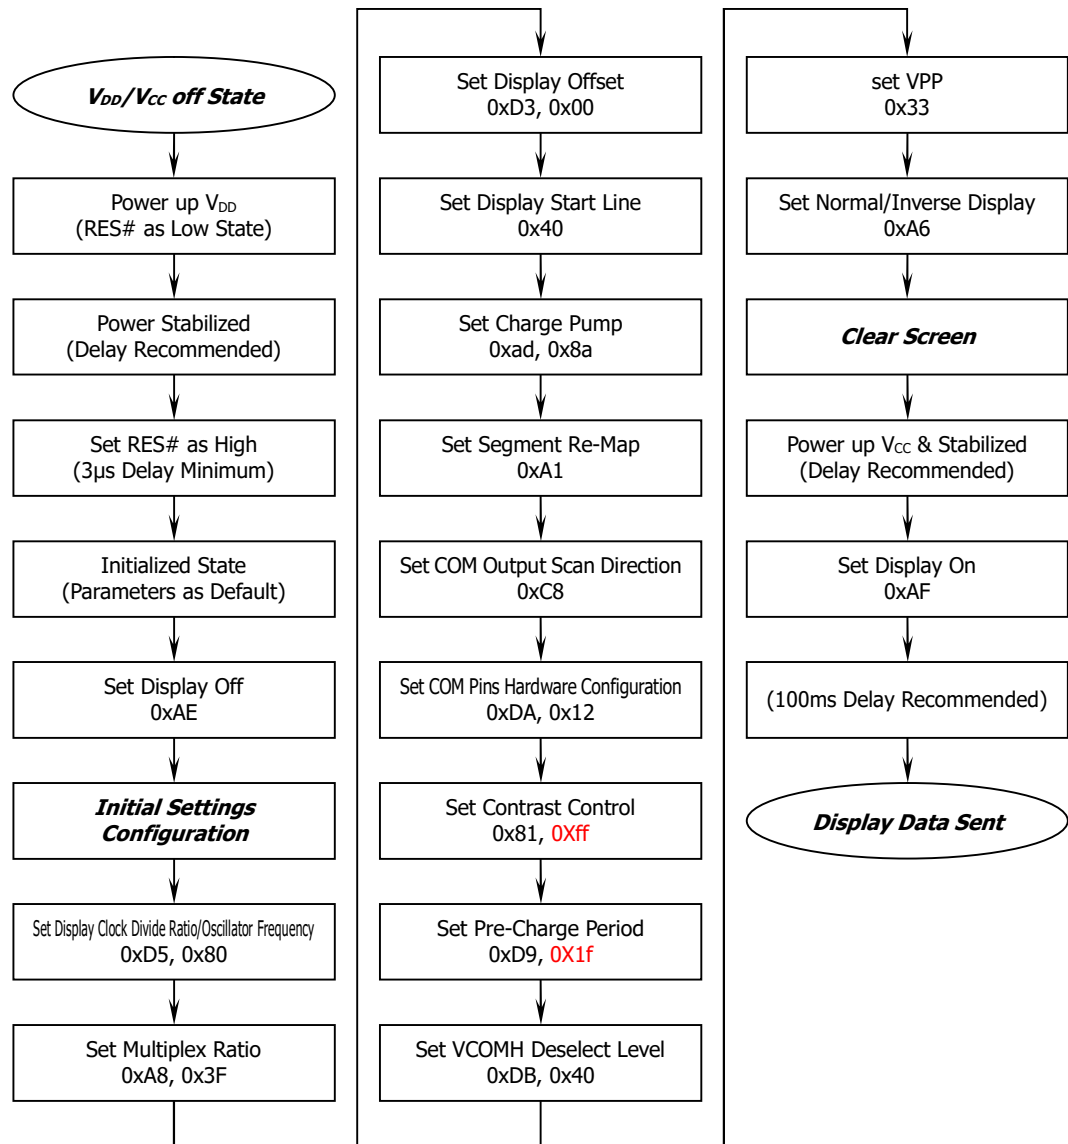 VDD/VCC off State
Power up VDD
(RES# as Low State)
Power Stabilized
(Delay Recommended)
Set RES# as High
(3µs Delay Minimum)
Initialized State
(Parameters as Default)
Set Display Off
0xAE
Initial Settings
Configuration
Set Display Clock Divide Ratio/Oscillator Frequency
0xD5, 0x80
Set Multiplex Ratio
0xA8, 0x3F
Set Display Offset
0xD3, 0x00
Set Display Start Line
0x40
Set Charge Pump
0xad, 0x8a
Set Segment Re-Map
0xA1
Set COM Output Scan Direction
0xC8
Set COM Pins Hardware Configuration
0xDA, 0x12
Set Contrast Control
0x81, 0Xff
Set Pre-Charge Period
0xD9, 0X1f
Set VCOMH Deselect Level
0xDB, 0x40
set VPP
0x33
Set Normal/Inverse Display
0xA6
Clear Screen
Power up VCC & Stabilized
(Delay Recommended)
Set Display On
0xAF
(100ms Delay Recommended)
Display Data Sent